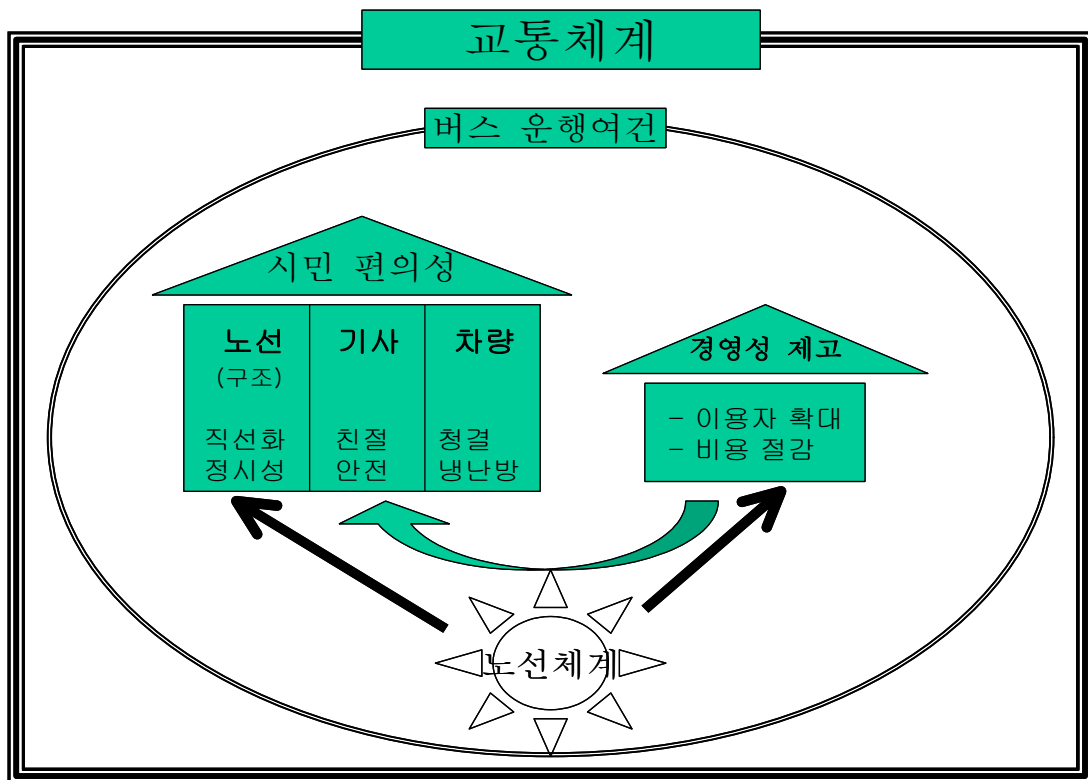 교통체계
버스 운행여건
시민 편의성
노선
(구조)
직선화
정시성
기사
친절
안전
차량
청결
냉난방
경영성 제고
- 이용자 확대
- 비용 절감
노선체계